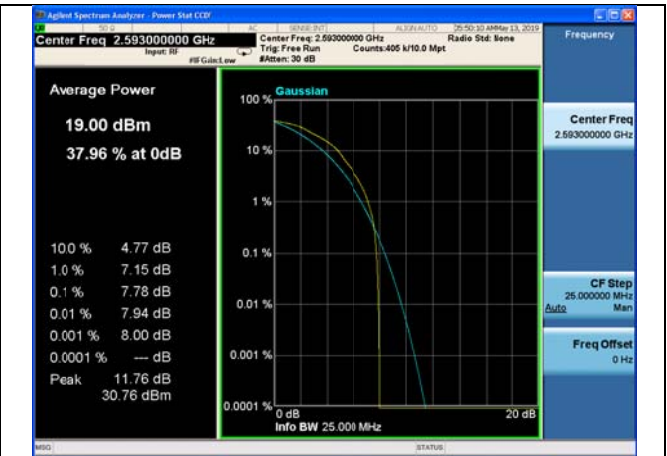 Agilent Spectrum Analyzer - Power Stat CCDF
50 Ω AC SENSE:INT ALIGN AUTO 05:50:10 AM May 13, 2019
Center Freq 2.593000000 GHz
Input: RF
#IFGain:Low
Center Freq: 2.593000000 GHz
Trig: Free Run Counts:405 k/10.0 Mpt
#Atten: 30 dB
Radio Std: None
Frequency
Average Power
19.00 dBm
37.96 % at 0dB
10.0 % 4.77 dB
1.0 % 7.15 dB
0.1 % 7.78 dB
0.01 % 7.94 dB
0.001 % 8.00 dB
0.0001 % --- dB
Peak 11.76 dB
30.76 dBm
Gaussian
100 %
10 %
1 %
0.1 %
0.01 %
0.001 %
0.0001 %
0 dB 20 dB
Info BW 25.000 MHz
Center Freq
2.593000000 GHz
CF Step
25.000000 MHz
Auto Man
Freq Offset
0 Hz
MSG STATUS